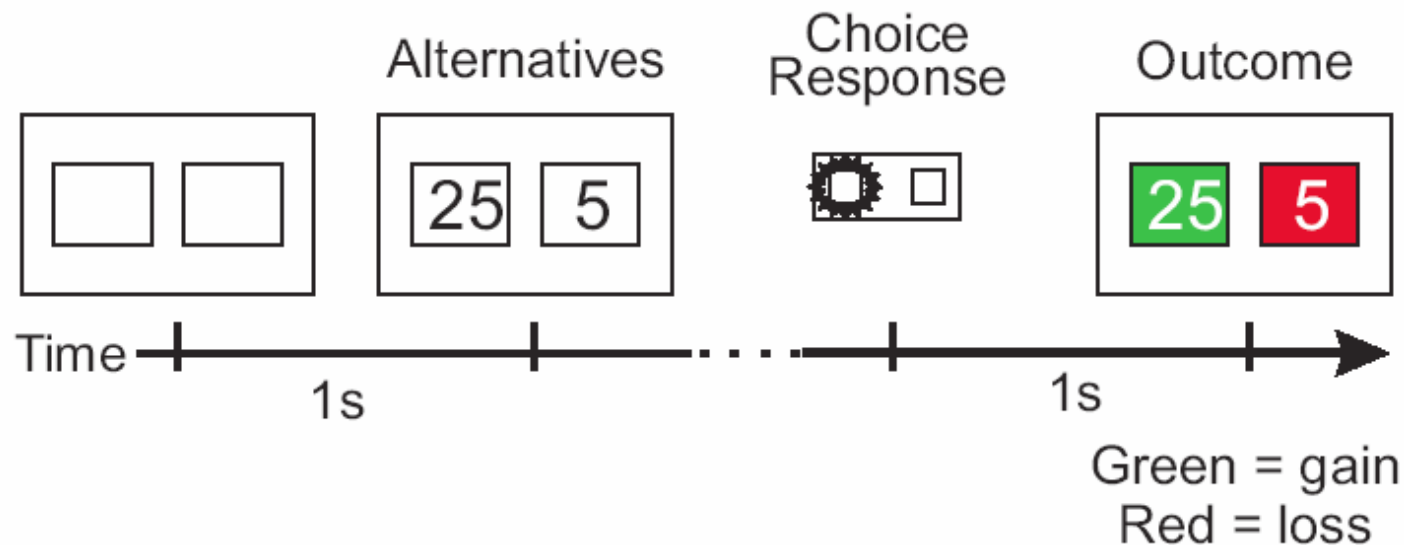 Alternatives
Choice
Response
Outcome
25 5
25 5
Time
1s
1s
Green = gain
Red = loss